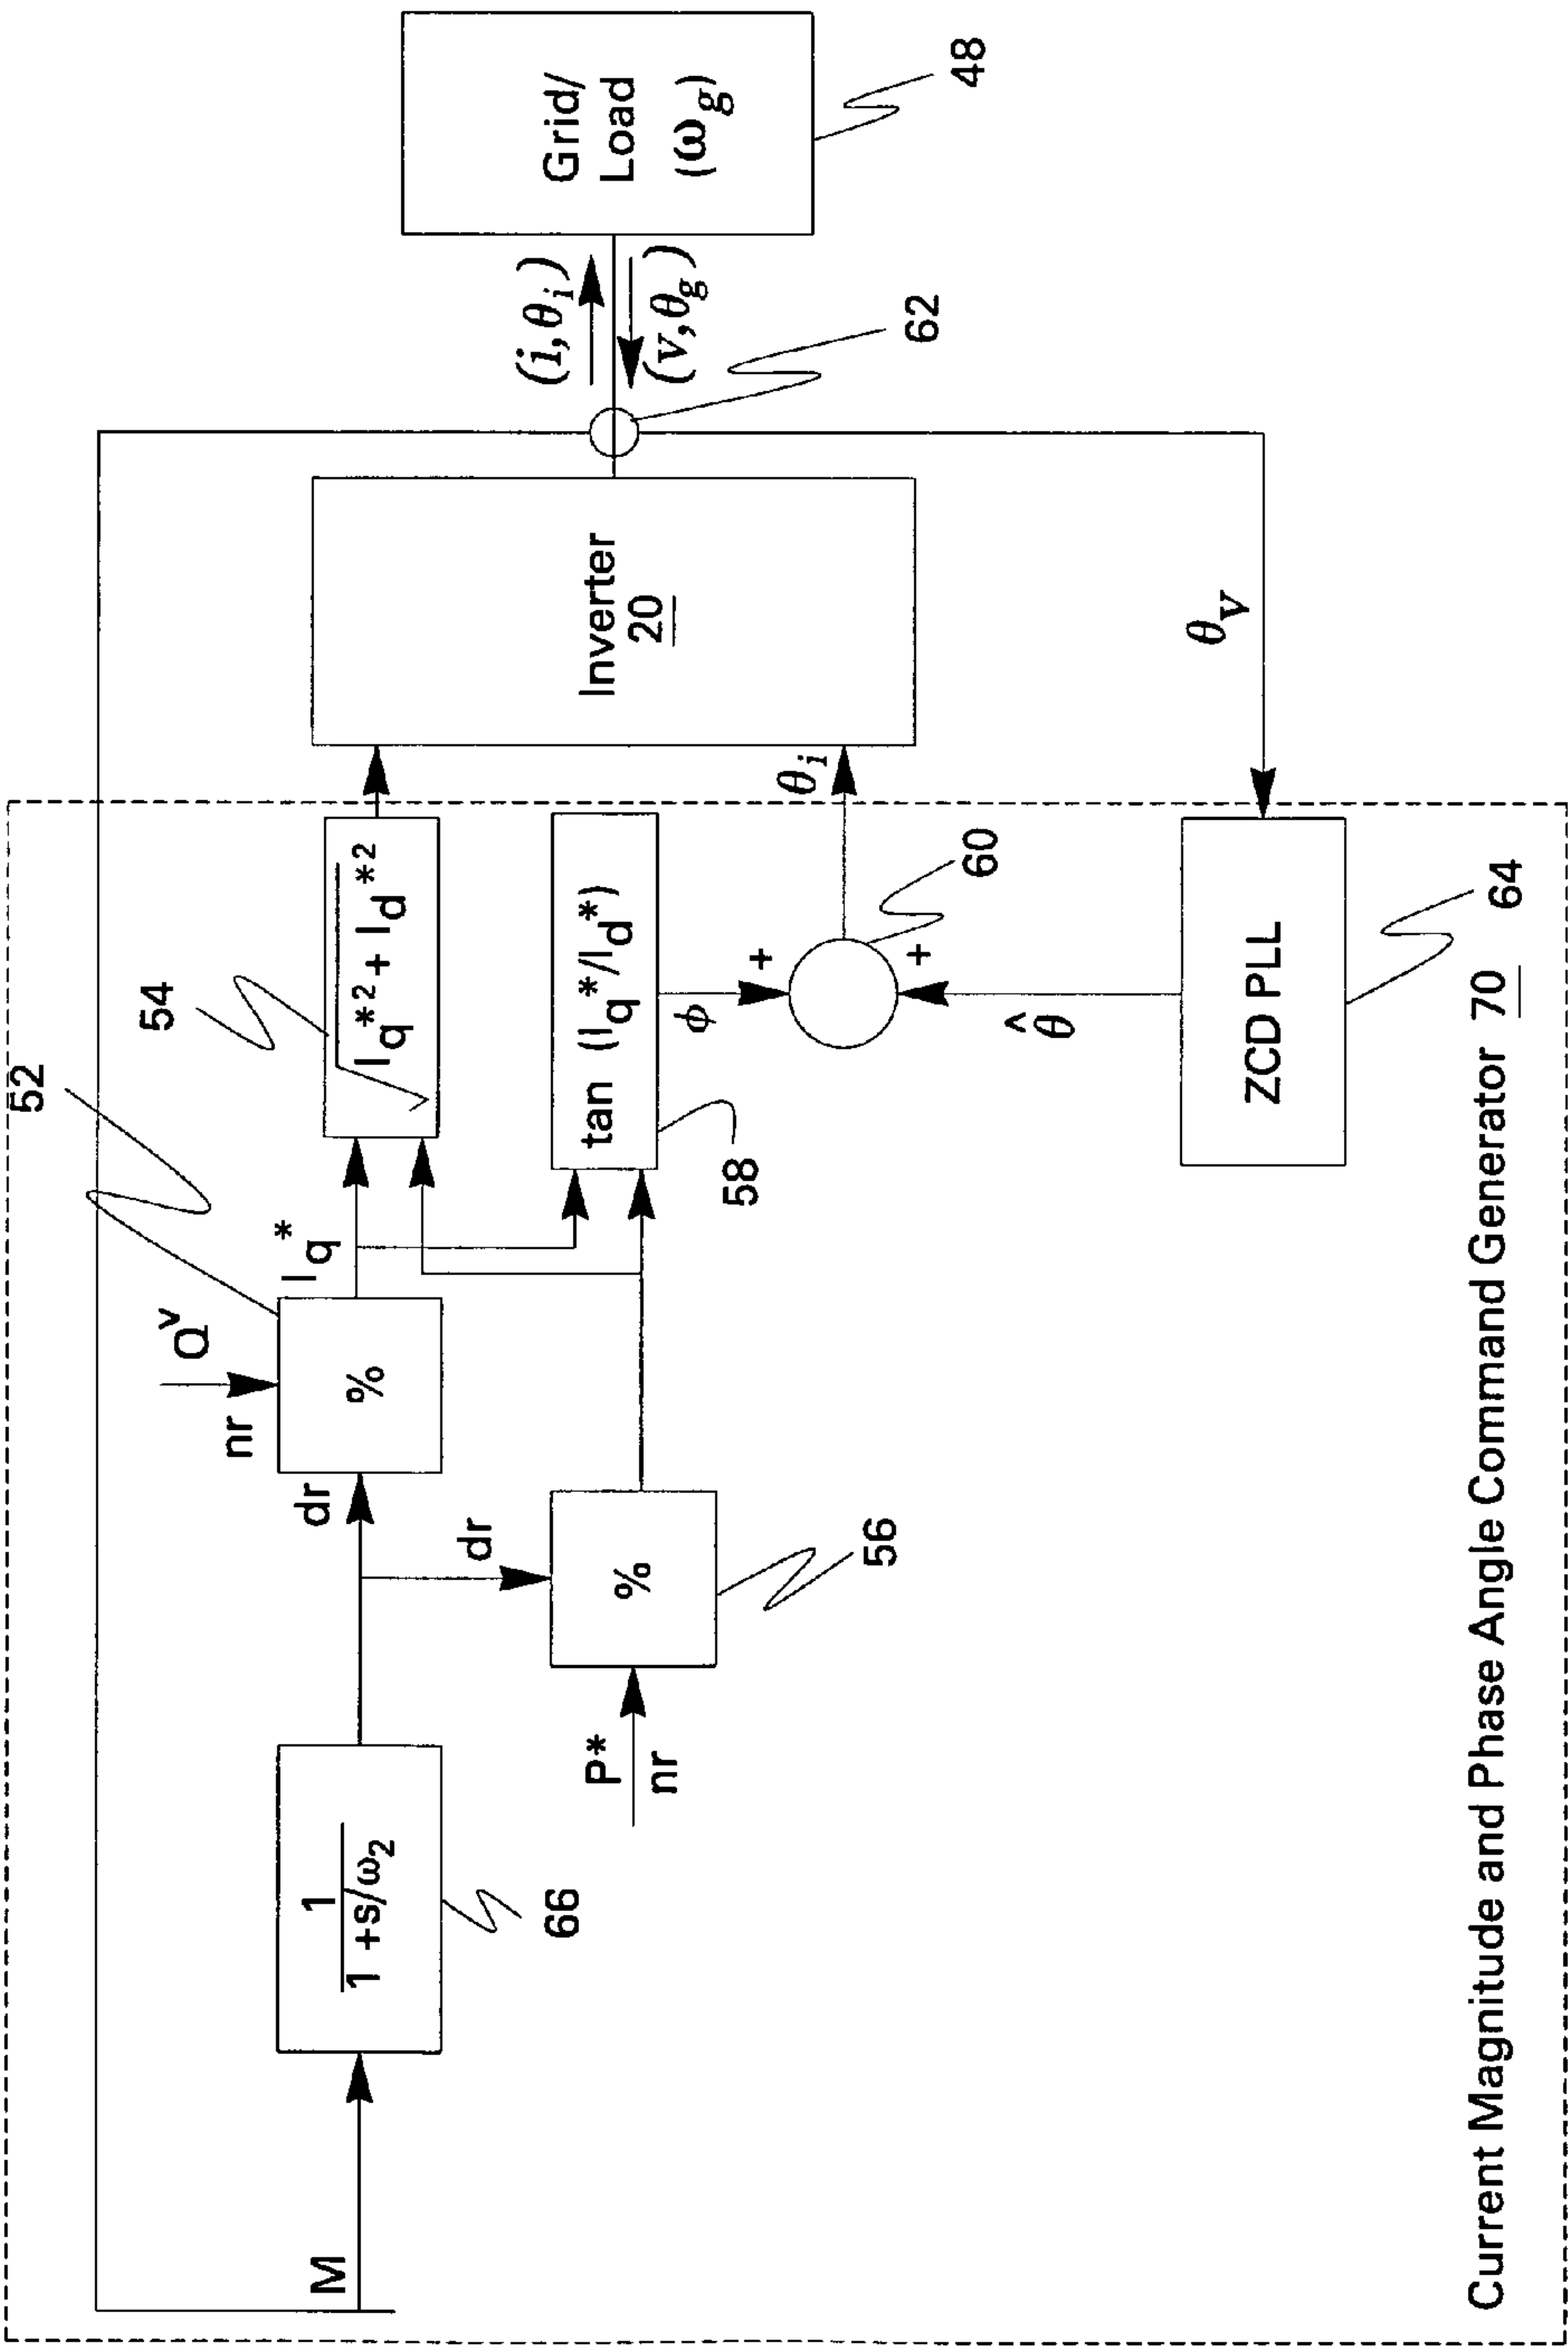 M
1
1 + s/ω₂
66
dr
nr
Q^v
%
52
I_q*
dr
P*
nr
%
56
54
√I_q*² + I_d*²
tan (I_q*/I_d*)
58
ϕ
+
+
60
θ̂
θ_i
ZCD PLL
64
θ_v
Inverter
20
62
(i, θ_i)
(v, θ_g)
Grid/
Load
(ω_g)
48
Current Magnitude and Phase Angle Command Generator 70